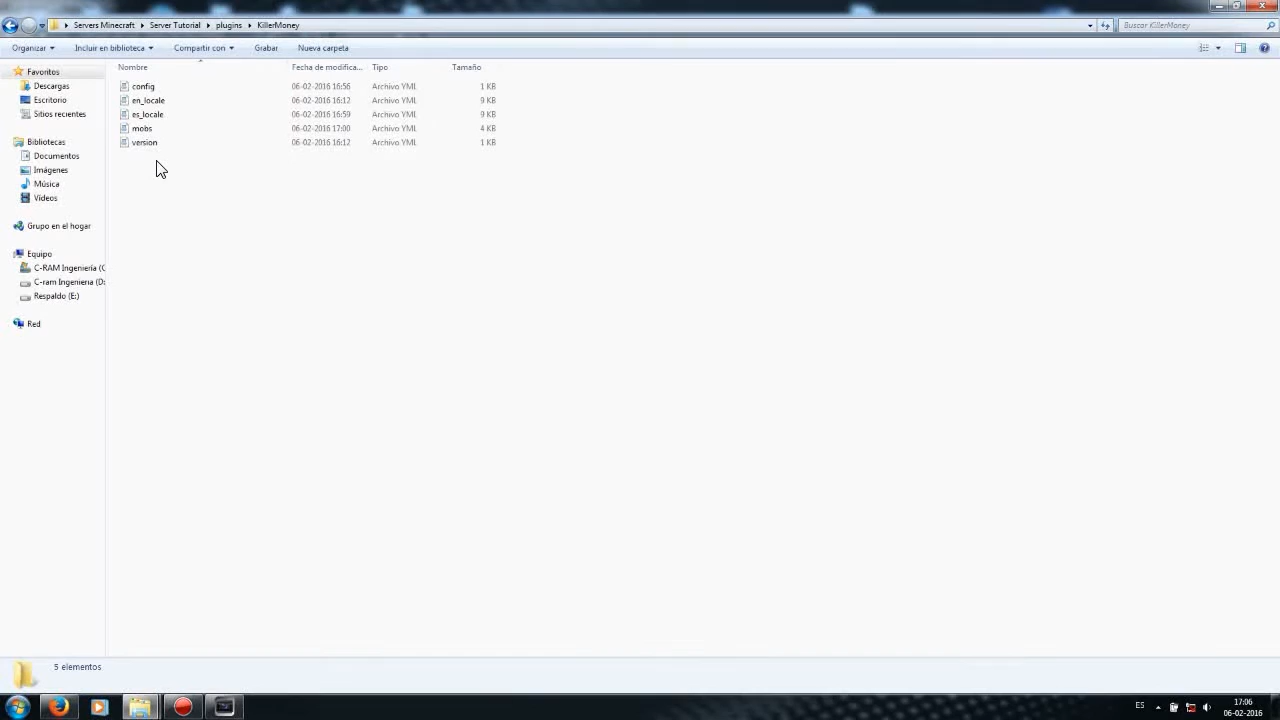 Servers Minecraft Server Tutorial plugins KillerMoney
Buscar KillerMoney
Organizar Incluir en biblioteca Compartir con Grabar Nueva carpeta
Nombre Fecha de modifica... Tipo Tamaño
Favoritos
Descargas
Escritorio
Sitios recientes
Bibliotecas
Documentos
Imágenes
Música
Vídeos
Grupo en el hogar
Equipo
C-RAM Ingeniería (C
C-ram Ingenieria (D:
Respaldo (E:)
Red
config 06-02-2016 16:56 Archivo YML 1 KB
en_locale 06-02-2016 16:12 Archivo YML 9 KB
es_locale 06-02-2016 16:59 Archivo YML 9 KB
mobs 06-02-2016 17:00 Archivo YML 4 KB
version 06-02-2016 16:12 Archivo YML 1 KB
5 elementos
ES
17:06
06-02-2016